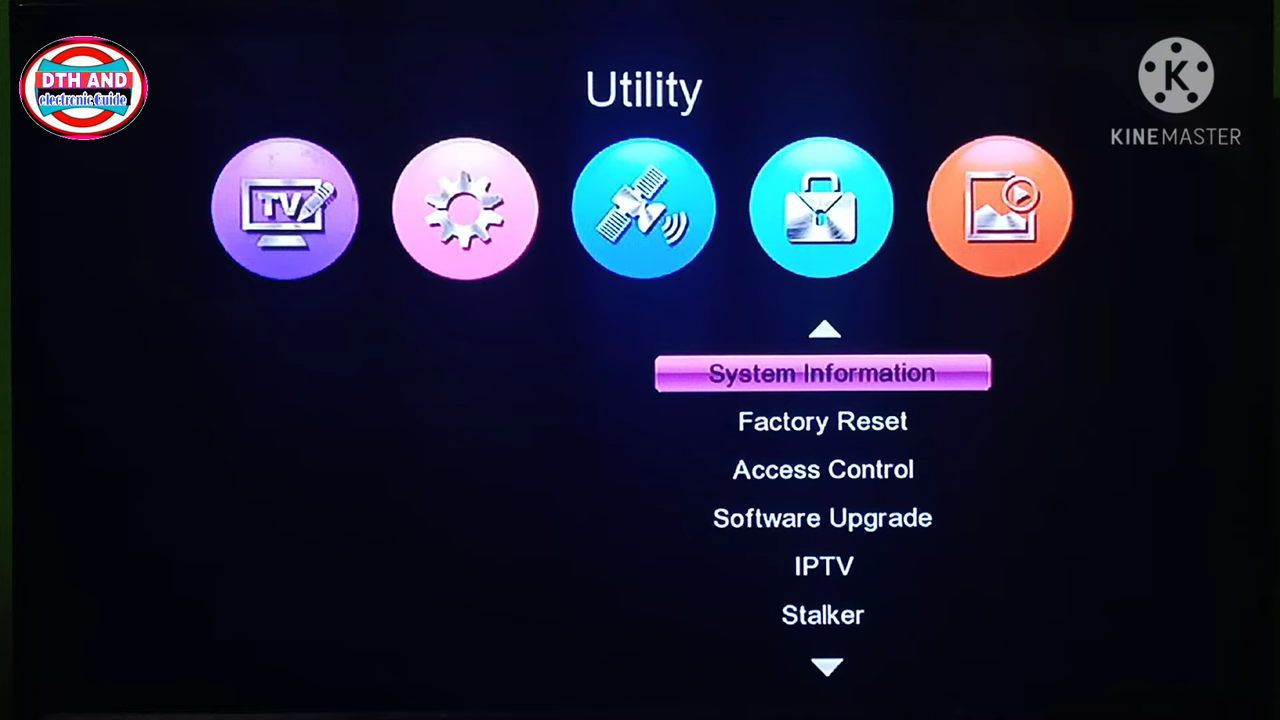 DTH AND
electronic Guide
K
KINEMASTER
Utility
TV
System Information
Factory Reset
Access Control
Software Upgrade
IPTV
Stalker